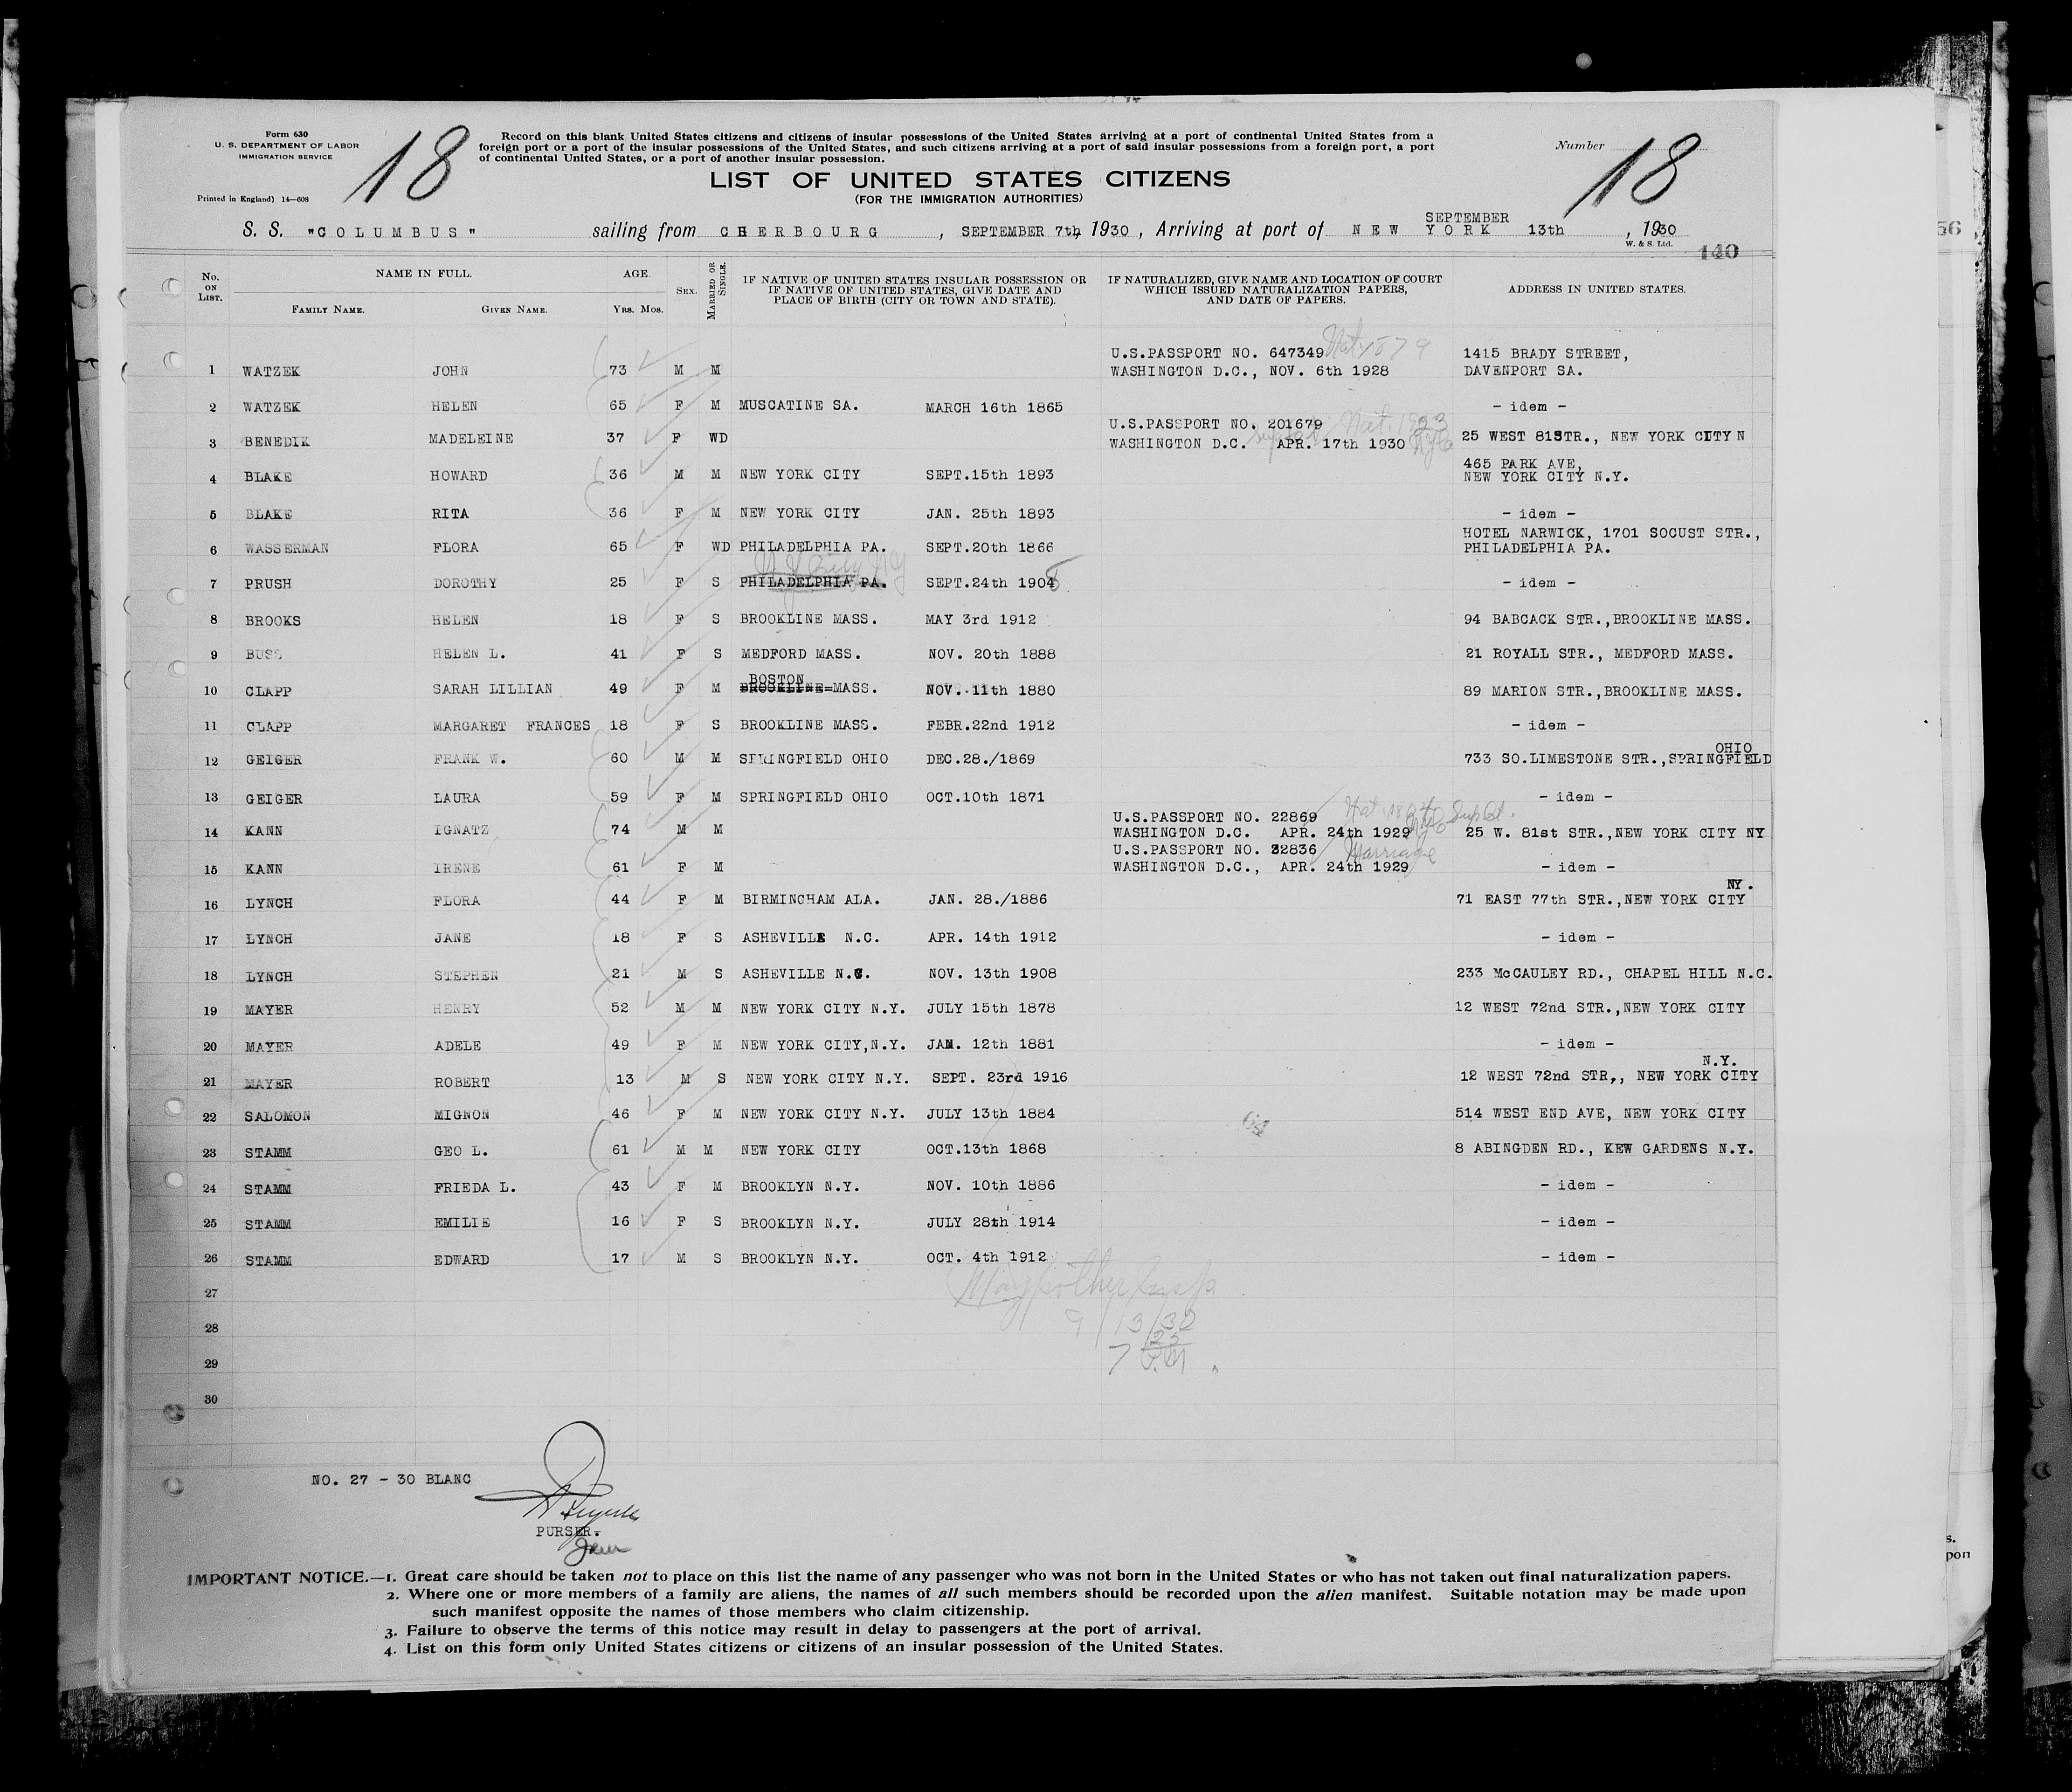 Form 630
U. S. DEPARTMENT OF LABOR
IMMIGRATION SERVICE
Printed in England) 14—608
18
Record on this blank United States citizens and citizens of insular possessions of the United States arriving at a port of continental United States from a
foreign port or a port of the insular possessions of the United States, and such citizens arriving at a port of said insular possessions from a foreign port, a port
of continental United States, or a port of another insular possession.
Number 18
LIST OF UNITED STATES CITIZENS
(FOR THE IMMIGRATION AUTHORITIES)
S. S. "COLUMBUS" sailing from CHERBOURG , SEPTEMBER 7th, 1930 , Arriving at port of NEW YORK SEPTEMBER 13th , 1930
W. & S. Ltd.
140
No. ON LIST. NAME IN FULL. AGE. SEX. MARRIED OR SINGLE. IF NATIVE OF UNITED STATES INSULAR POSSESSION OR IF NATIVE OF UNITED STATES, GIVE DATE AND PLACE OF BIRTH (CITY OR TOWN AND STATE). IF NATURALIZED, GIVE NAME AND LOCATION OF COURT WHICH ISSUED NATURALIZATION PAPERS, AND DATE OF PAPERS. ADDRESS IN UNITED STATES.
FAMILY NAME. GIVEN NAME. YRS. MOS.
U.S.PASSPORT NO. 647349 Nat 1879 1415 BRADY STREET,
1 WATZEK JOHN 73 M M WASHINGTON D.C., NOV. 6th 1928 DAVENPORT SA.
2 WATZEK HELEN 65 F M MUSCATINE SA. MARCH 16th 1865 - idem -
U.S.PASSPORT NO. 201679 Nat. 1923
3 BENEDIK MADELEINE 37 F WD WASHINGTON D.C. APR. 17th 1930 25 WEST 81STR., NEW YORK CITY N
465 PARK AVE,
4 BLAKE HOWARD 36 M M NEW YORK CITY SEPT.15th 1893 NEW YORK CITY N.Y.
5 BLAKE RITA 36 F M NEW YORK CITY JAN. 25th 1893 - idem -
HOTEL NARWICK, 1701 SOCUST STR.,
6 WASSERMAN FLORA 65 F WD PHILADELPHIA PA. SEPT.20th 1866 PHILADELPHIA PA.
N Y City NY
7 PRUSH DOROTHY 25 F S PHILADELPHIA PA. SEPT.24th 1904 5 - idem -
8 BROOKS HELEN 18 F S BROOKLINE MASS. MAY 3rd 1912 94 BABCACK STR.,BROOKLINE MASS.
9 BUSS HELEN L. 41 F S MEDFORD MASS. NOV. 20th 1888 21 ROYALL STR., MEDFORD MASS.
BOSTON
10 CLAPP SARAH LILLIAN 49 F M BROOKLINE MASS. NOV. 11th 1880 89 MARION STR.,BROOKLINE MASS.
11 CLAPP MARGARET FRANCES 18 F S BROOKLINE MASS. FEBR.22nd 1912 - idem -
OHIO
12 GEIGER FRANK W. 60 M M SPRINGFIELD OHIO DEC.28./1869 733 SO.LIMESTONE STR.,SPRINGFIELD
13 GEIGER LAURA 59 F M SPRINGFIELD OHIO OCT.10th 1871 - idem -
U.S.PASSPORT NO. 22869
14 KANN IGNATZ 74 M M WASHINGTON D.C. APR. 24th 1929 25 W. 81st STR.,NEW YORK CITY NY
U.S.PASSPORT NO. 22836 Marriage
15 KANN IRENE 61 F M WASHINGTON D.C., APR. 24th 1929 - idem -
NY.
16 LYNCH FLORA 44 F M BIRMINCHAM ALA. JAN. 28./1886 71 EAST 77th STR.,NEW YORK CITY
17 LYNCH JANE 18 F S ASHEVILLE N.C. APR. 14th 1912 - idem -
18 LYNCH STEPHEN 21 M S ASHEVILLE N.C. NOV. 13th 1908 233 McCAULEY RD., CHAPEL HILL N.C.
19 MAYER HENRY 52 M M NEW YORK CITY N.Y. JULY 15th 1878 12 WEST 72nd STR.,NEW YORK CITY
20 MAYER ADELE 49 F M NEW YORK CITY,N.Y. JAN. 12th 1881 - idem -
N.Y.
21 MAYER ROBERT 13 M S NEW YORK CITY N.Y. SEPT. 23rd 1916 12 WEST 72nd STR,, NEW YORK CITY
22 SALOMON MIGNON 46 F M NEW YORK CITY N.Y. JULY 13th 1884 514 WEST END AVE, NEW YORK CITY
23 STAMM GEO L. 61 M M NEW YORK CITY OCT.13th 1868 8 ABINGDEN RD., KEW GARDENS N.Y.
24 STAMM FRIEDA L. 43 F M BROOKLYN N.Y. NOV. 10th 1886 - idem -
25 STAMM EMILIE 16 F S BROOKLYN N.Y. JULY 28th 1914 - idem -
26 STAMM EDWARD 17 M S BROOKLYN N.Y. OCT. 4th 1912 - idem -
27
28 9/13/30
29 7 25 P.M.
30
NO. 27 - 30 BLANC
PURSER.
IMPORTANT NOTICE.—1. Great care should be taken not to place on this list the name of any passenger who was not born in the United States or who has not taken out final naturalization papers.
2. Where one or more members of a family are aliens, the names of all such members should be recorded upon the alien manifest. Suitable notation may be made upon
such manifest opposite the names of those members who claim citizenship.
3. Failure to observe the terms of this notice may result in delay to passengers at the port of arrival.
4. List on this form only United States citizens or citizens of an insular possession of the United States.
56
s.
pon